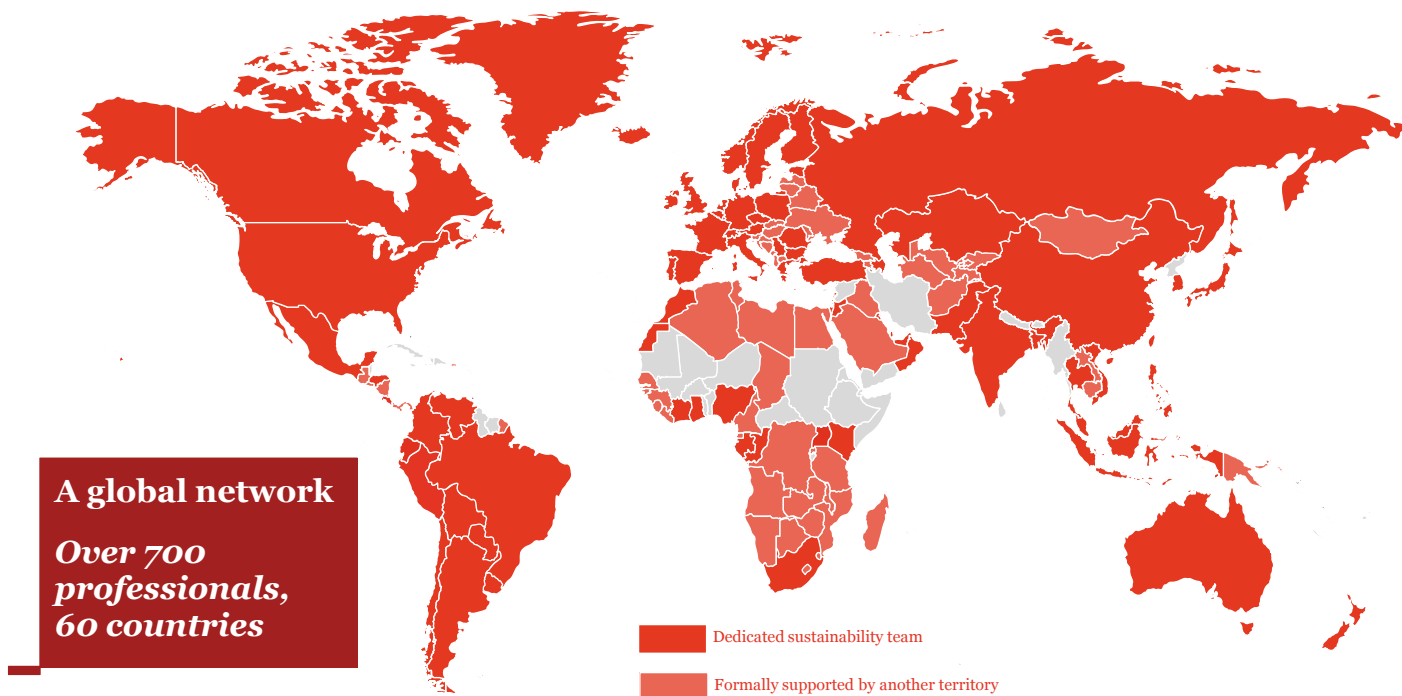 A global network
Over 700
professionals,
60 countries
Dedicated sustainability team
Formally supported by another territory